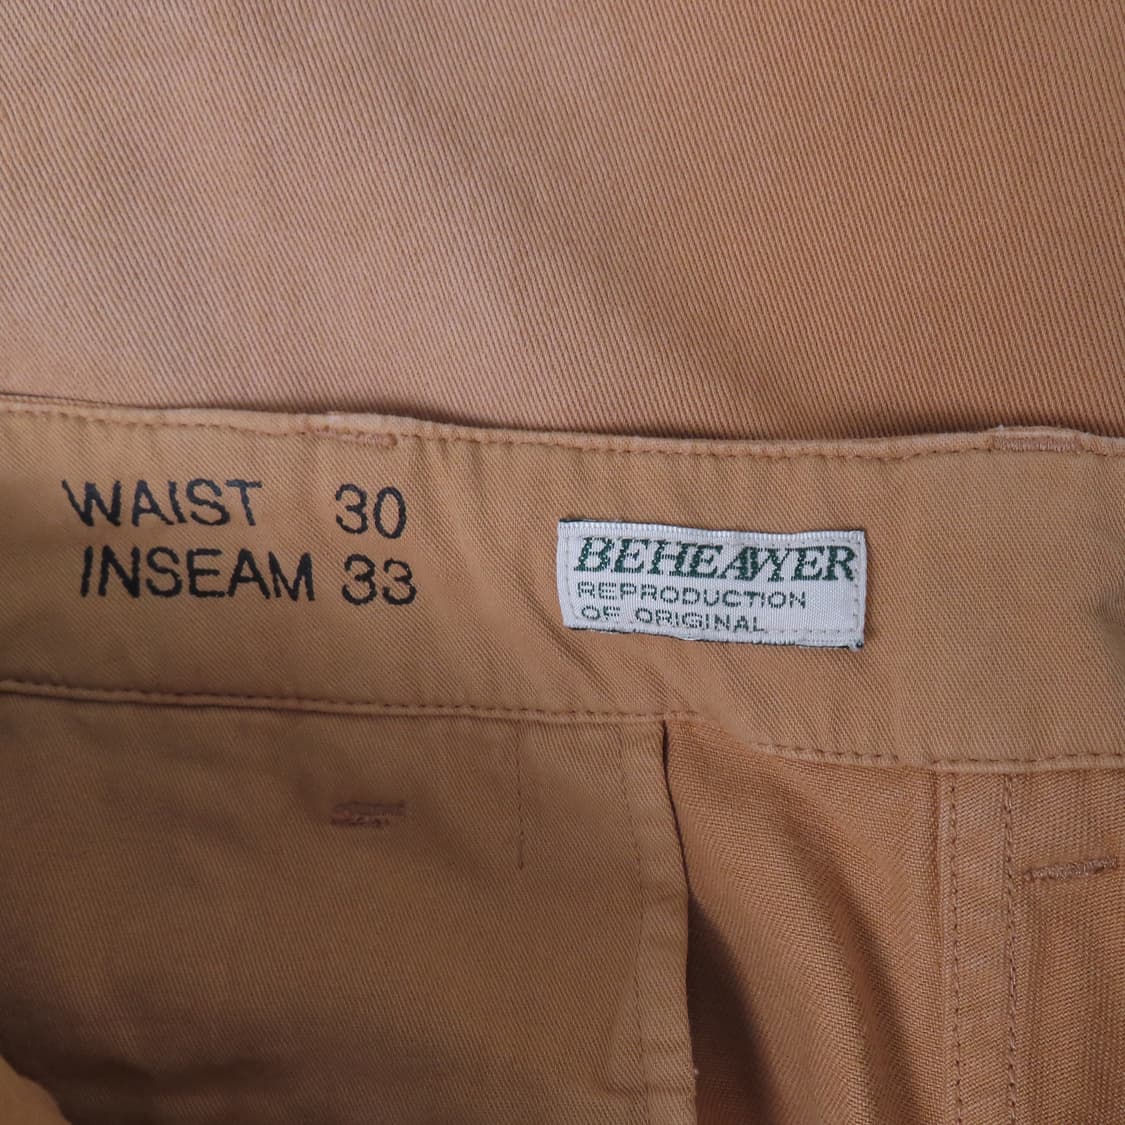 WAIST 30
INSEAM 33
BEHEAVYER
REPRODUCTION
OF ORIGINAL